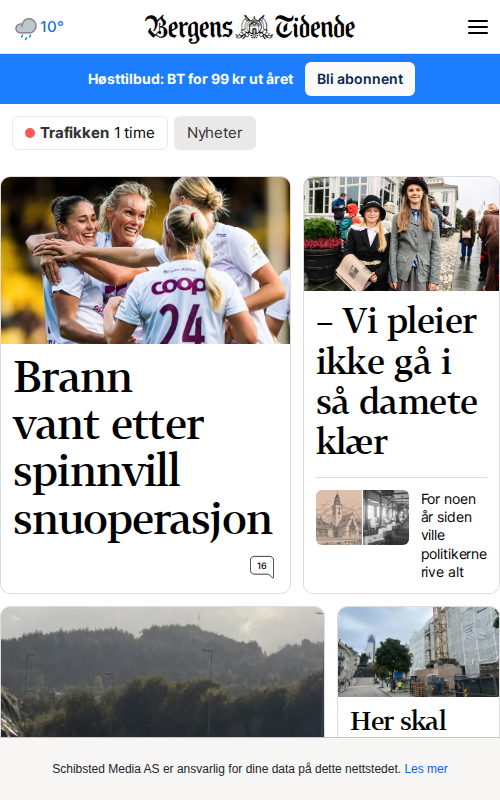 10°
Bergens Tidende
Høsttilbud: BT for 99 kr ut året
Bli abonnent
Trafikken 1 time
Nyheter
coop
24
Brann
vant etter
spinnvill
snuoperasjon
16
– Vi pleier
ikke gå i
så damete
klær
For noen
år siden
ville
politikerne
rive alt
Her skal
Schibsted Media AS er ansvarlig for dine data på dette nettstedet. Les mer